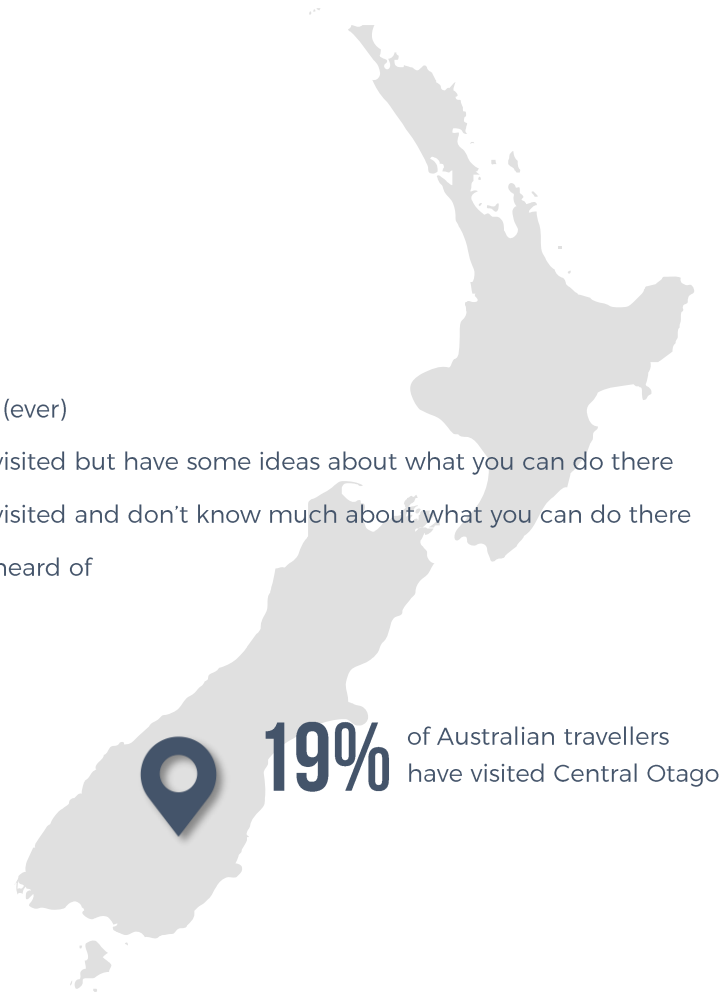 (ever)
visited but have some ideas about what you can do there
visited and don’t know much about what you can do there
heard of
19% of Australian travellers
have visited Central Otago